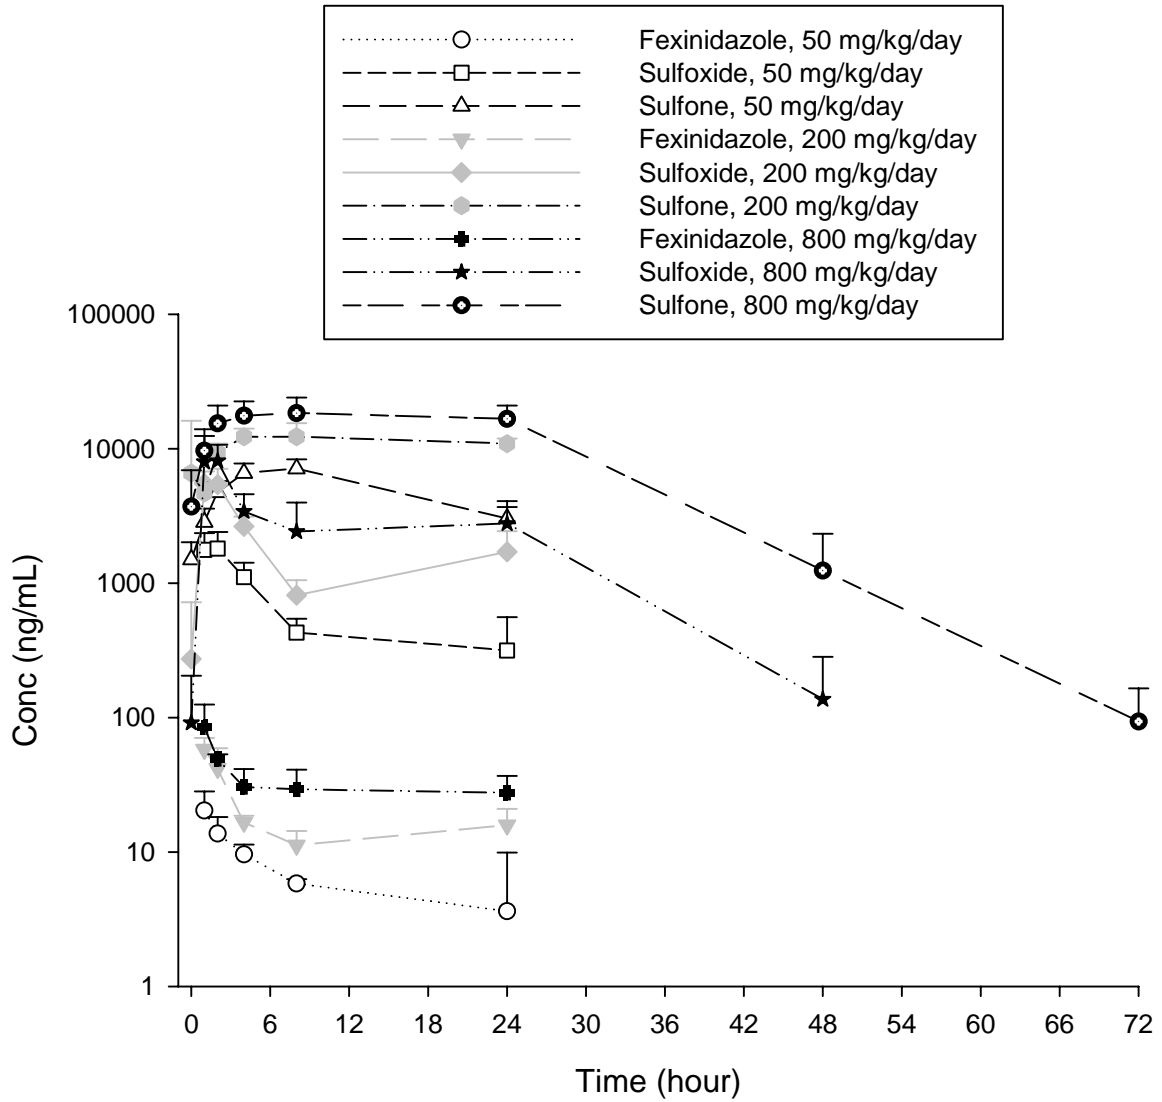 Fexinidazole, 50 mg/kg/day
Sulfoxide, 50 mg/kg/day
Sulfone, 50 mg/kg/day
Fexinidazole, 200 mg/kg/day
Sulfoxide, 200 mg/kg/day
Sulfone, 200 mg/kg/day
Fexinidazole, 800 mg/kg/day
Sulfoxide, 800 mg/kg/day
Sulfone, 800 mg/kg/day
100000
10000
1000
100
10
1
Conc (ng/mL)
0 6 12 18 24 30 36 42 48 54 60 66 72
Time (hour)